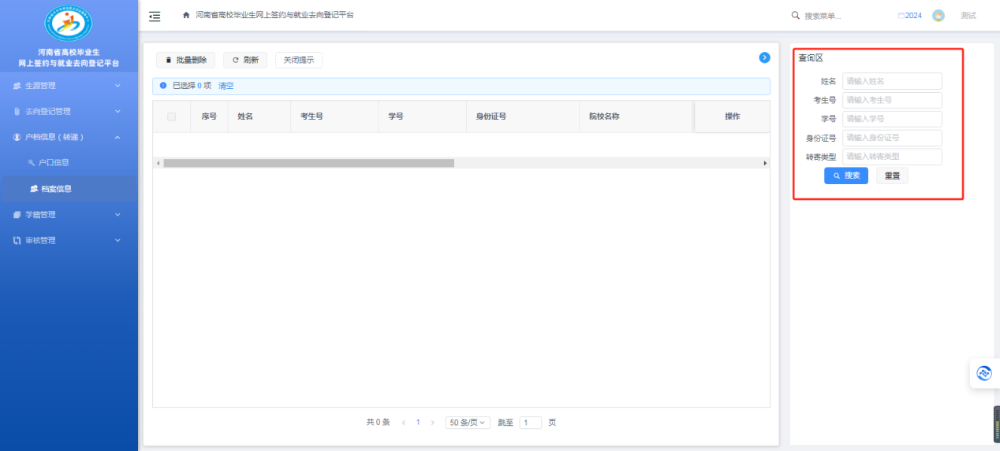 河南省高校毕业生
网上签约与就业去向登记平台
生源管理
去向登记管理
户档信息（转递）
户口信息
档案信息
学籍管理
审核管理
河南省高校毕业生网上签约与就业去向登记平台
搜索菜单...
2024
测试
批量删除
刷新
关闭提示
已选择 0 项 清空
序号 姓名 考生号 学号 身份证号 院校名称 操作
共 0 条 < 1 > 50 条/页 跳至 1 页
查询区
姓名 请输入姓名
考生号 请输入考生号
学号 请输入学号
身份证号 请输入身份证号
转寄类型 请输入转寄类型
搜索 重置